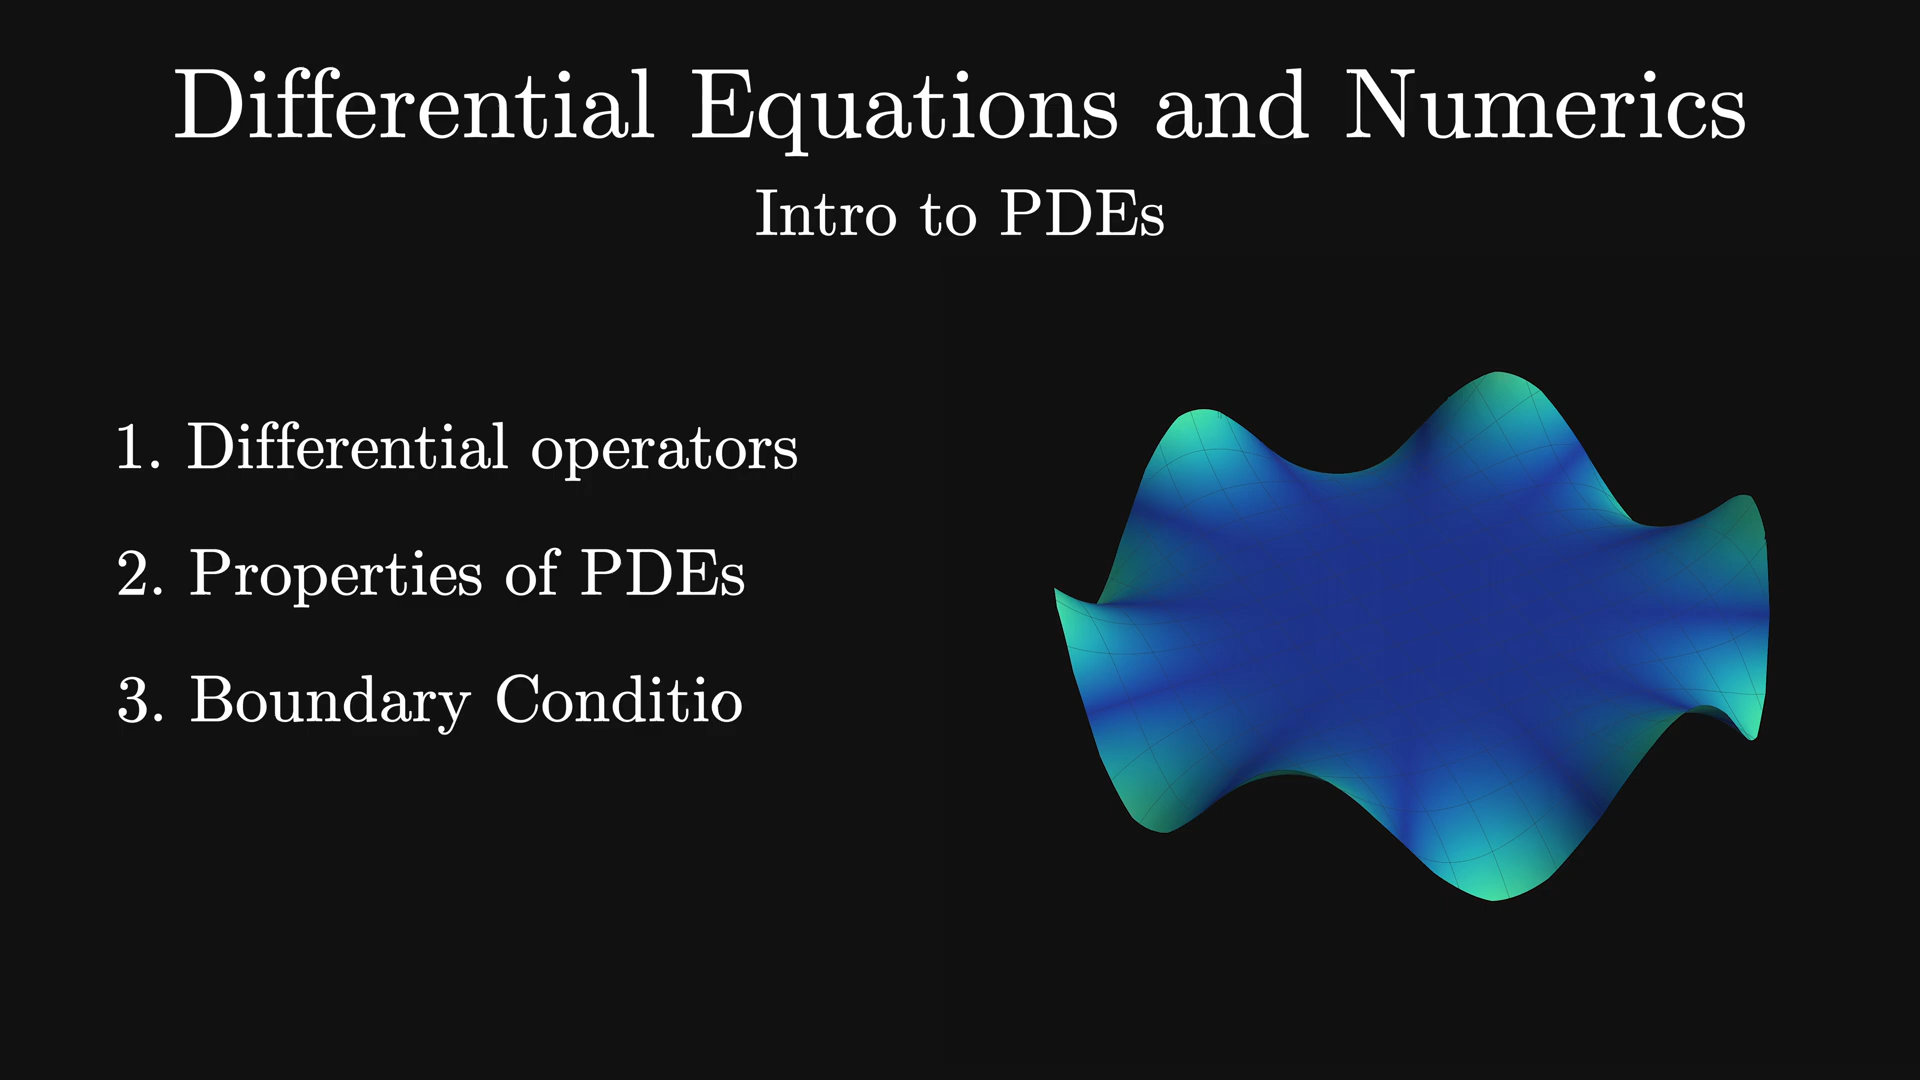 Differential Equations and Numerics
Intro to PDEs
1. Differential operators
2. Properties of PDEs
3. Boundary Conditio